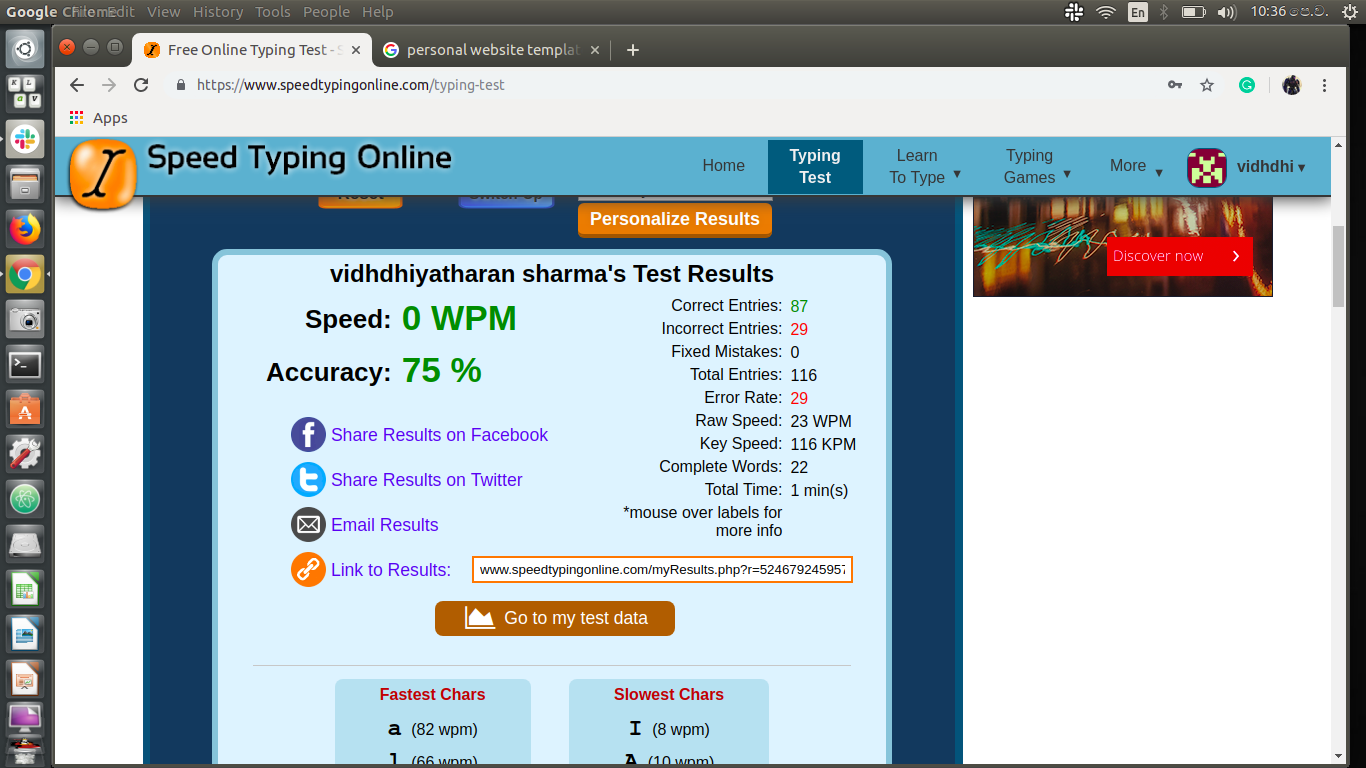 Google Chrome File Edit View History Tools People Help
En 10:36 පෙ.ව.
Free Online Typing Test - S
personal website templat
https://www.speedtypingonline.com/typing-test
Apps
Speed Typing Online
Home
Typing Test
Learn To Type
Typing Games
More
vidhdhi
Personalize Results
Discover now
vidhdhiyatharan sharma's Test Results
Speed: 0 WPM
Accuracy: 75 %
Correct Entries: 87
Incorrect Entries: 29
Fixed Mistakes: 0
Total Entries: 116
Error Rate: 29
Raw Speed: 23 WPM
Key Speed: 116 KPM
Complete Words: 22
Total Time: 1 min(s)
*mouse over labels for
more info
Share Results on Facebook
Share Results on Twitter
Email Results
Link to Results: www.speedtypingonline.com/myResults.php?r=524679245957
Go to my test data
Fastest Chars
a (82 wpm)
(66 wpm)
Slowest Chars
I (8 wpm)
A (10 wpm)